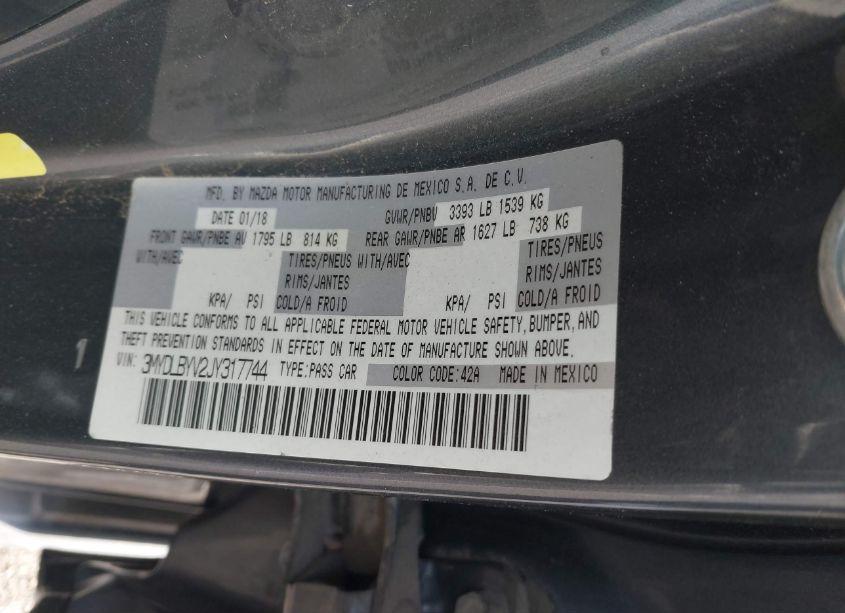 MFD. BY MAZDA MOTOR MANUFACTURING DE MEXICO S.A. DE C.V.
DATE 01/18 GVWR/PNBV 3393 LB 1539 KG
FRONT GAWR/PNBE AV 1795 LB 814 KG REAR GAWR/PNBE AR 1627 LB 738 KG
WITH/AVEC TIRES/PNEUS WITH/AVEC TIRES/PNEUS
RIMS/JANTES RIMS/JANTES
KPA/ PSI COLD/A FROID KPA/ PSI COLD/A FROID
THIS VEHICLE CONFORMS TO ALL APPLICABLE FEDERAL MOTOR VEHICLE SAFETY, BUMPER, AND
THEFT PREVENTION STANDARDS IN EFFECT ON THE DATE OF MANUFACTURE SHOWN ABOVE.
VIN: 3MYDLBYV2JY317744 TYPE:PASS CAR COLOR CODE:42A MADE IN MEXICO
1